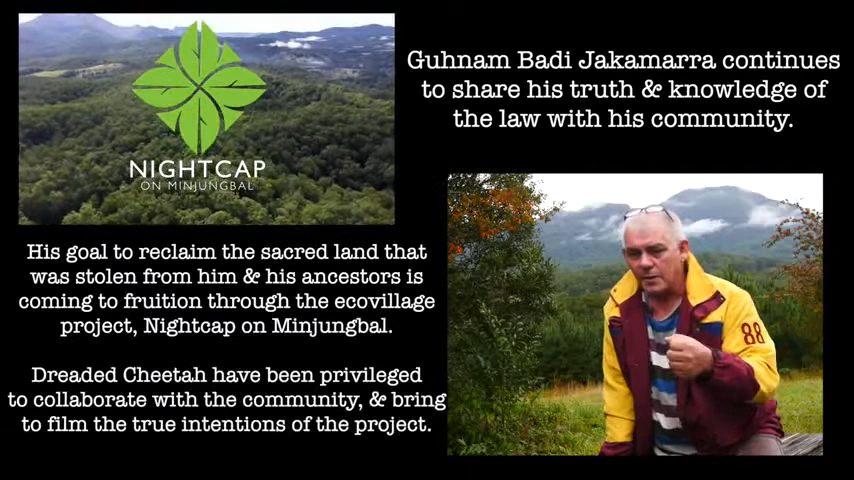 NIGHTCAP
ON MINJUNGBAL
Guhnam Badi Jakamarra continues
to share his truth & knowledge of
the law with his community.
His goal to reclaim the sacred land that
was stolen from him & his ancestors is
coming to fruition through the ecovillage
project, Nightcap on Minjungbal.
Dreaded Cheetah have been privileged
to collaborate with the community, & bring
to film the true intentions of the project.
88